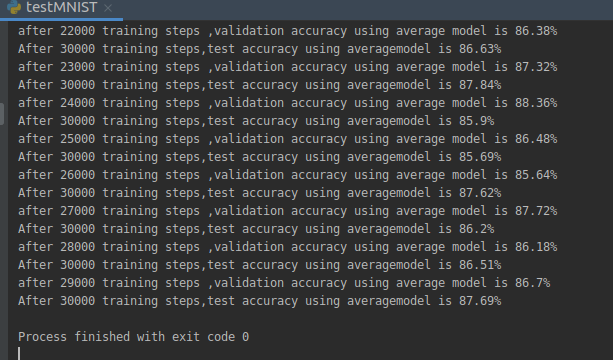 testMNIST
after 22000 training steps ,validation accuracy using average model is 86.38%
After 30000 training steps,test accuracy using averagemodel is 86.63%
after 23000 training steps ,validation accuracy using average model is 87.32%
After 30000 training steps,test accuracy using averagemodel is 87.84%
after 24000 training steps ,validation accuracy using average model is 88.36%
After 30000 training steps,test accuracy using averagemodel is 85.9%
after 25000 training steps ,validation accuracy using average model is 86.48%
After 30000 training steps,test accuracy using averagemodel is 85.69%
after 26000 training steps ,validation accuracy using average model is 85.64%
After 30000 training steps,test accuracy using averagemodel is 87.62%
after 27000 training steps ,validation accuracy using average model is 87.72%
After 30000 training steps,test accuracy using averagemodel is 86.2%
after 28000 training steps ,validation accuracy using average model is 86.18%
After 30000 training steps,test accuracy using averagemodel is 86.51%
after 29000 training steps ,validation accuracy using average model is 86.7%
After 30000 training steps,test accuracy using averagemodel is 87.69%
Process finished with exit code 0